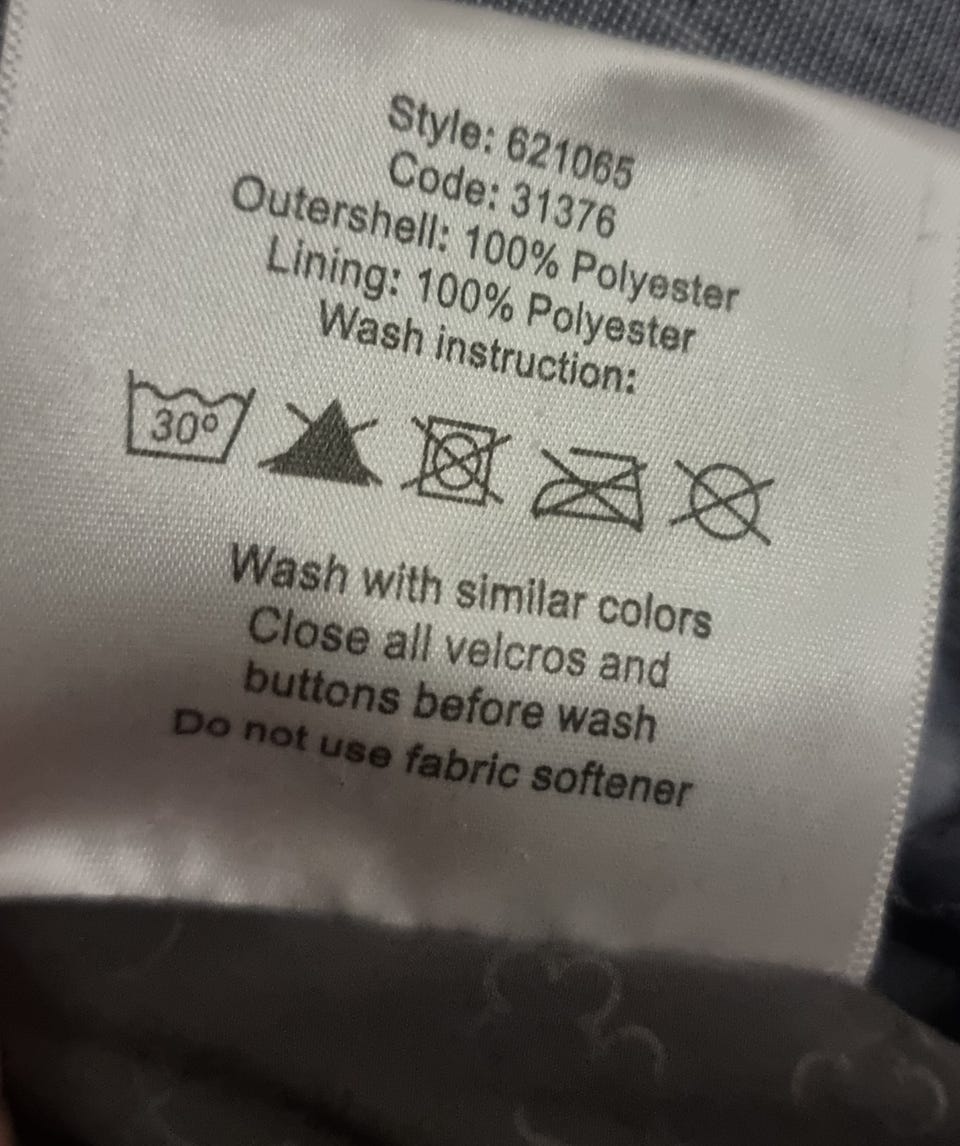 Style: 621065
Code: 31376
Outershell: 100% Polyester
Lining: 100% Polyester
Wash instruction:
30°
Wash with similar colors
Close all velcros and
buttons before wash
Do not use fabric softener